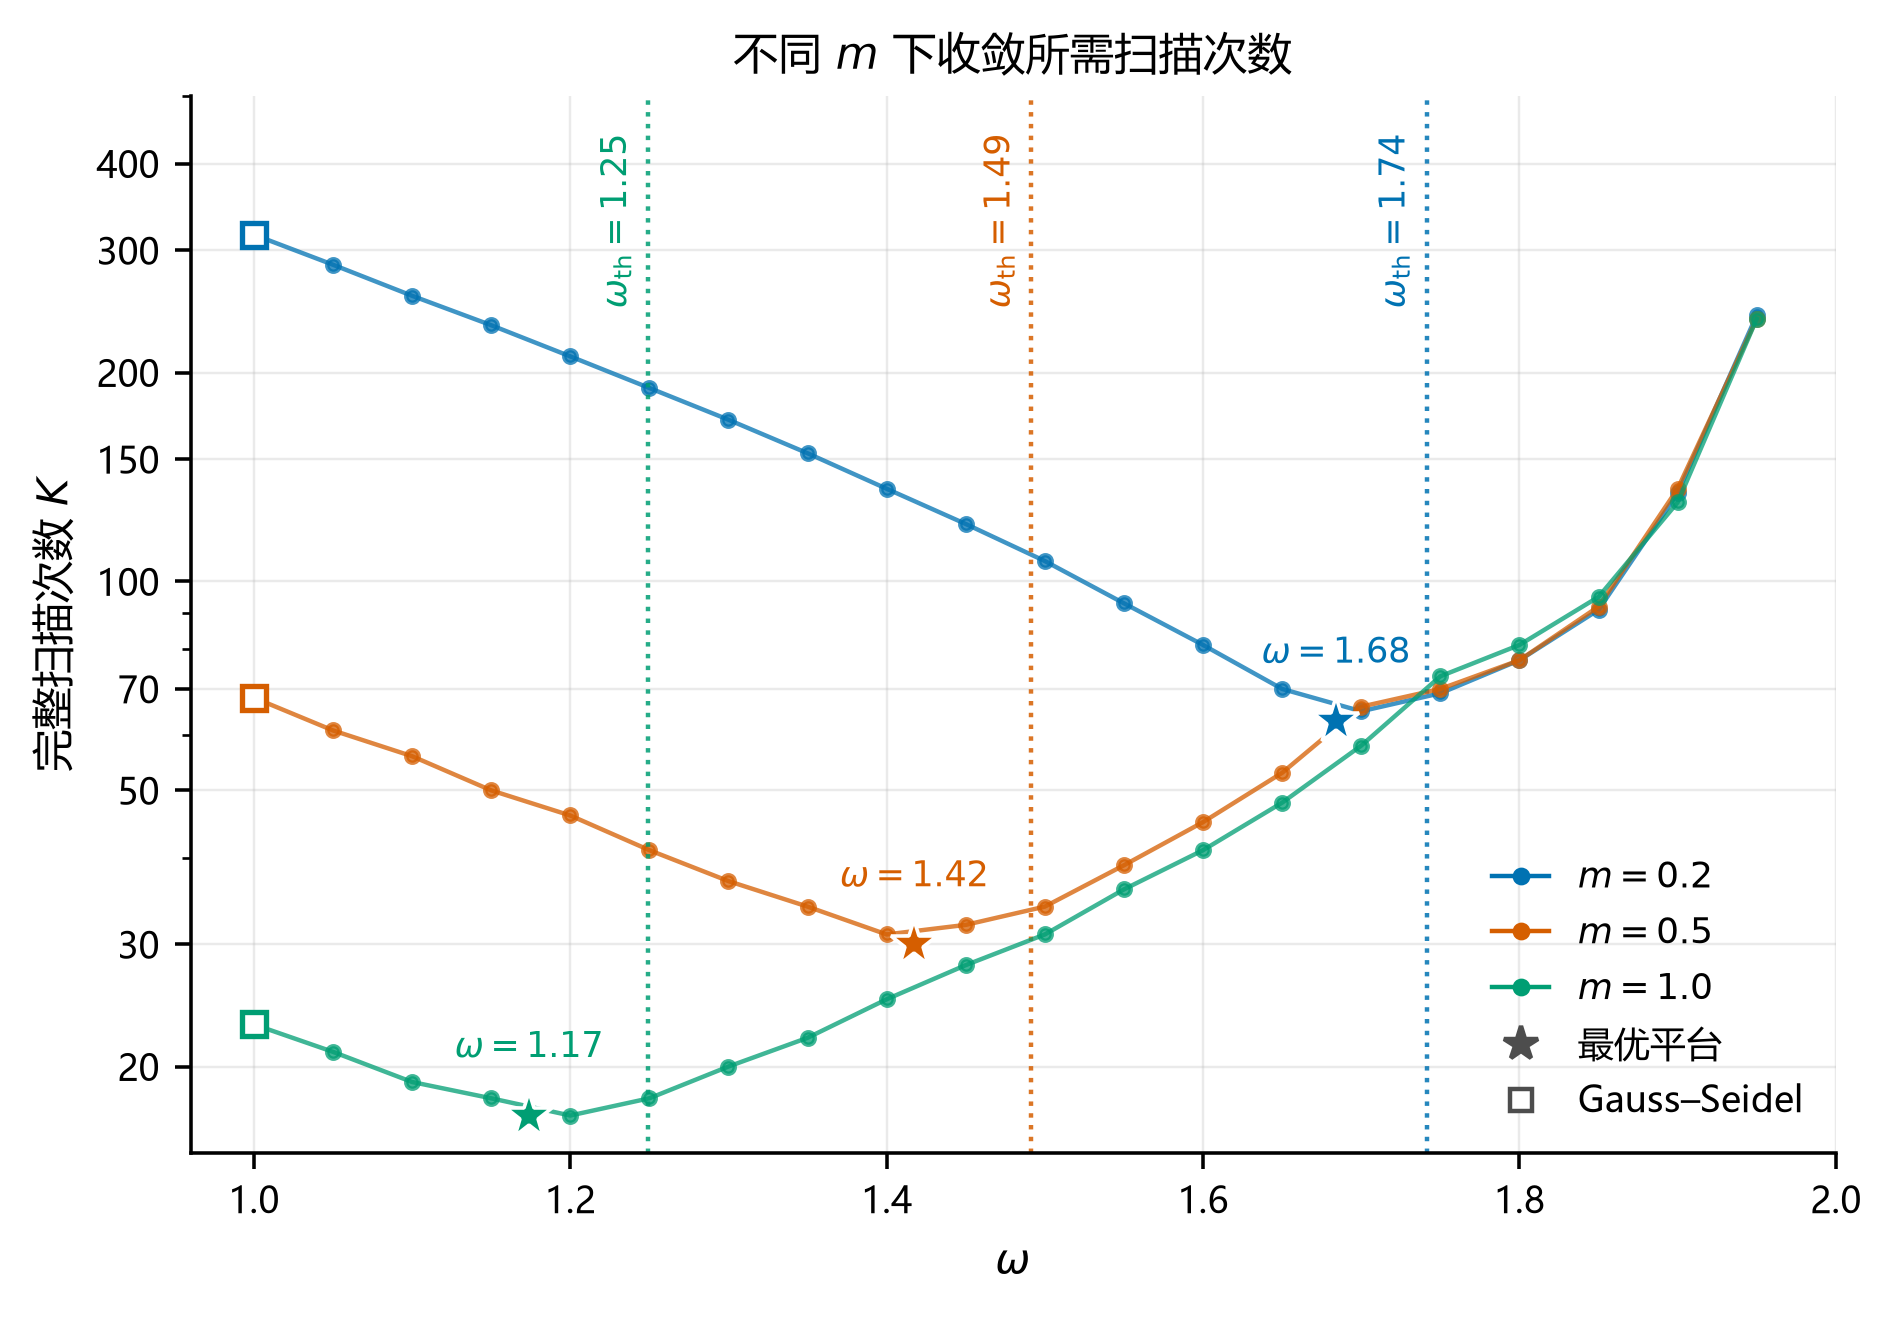 不同 m 下收敛所需扫描次数
完整扫描次数 K
400
300
200
150
100
70
50
30
20
ω_th = 1.25
ω_th = 1.49
ω_th = 1.74
ω = 1.68
ω = 1.42
ω = 1.17
m = 0.2
m = 0.5
m = 1.0
最优平台
Gauss–Seidel
1.0 1.2 1.4 1.6 1.8 2.0
ω